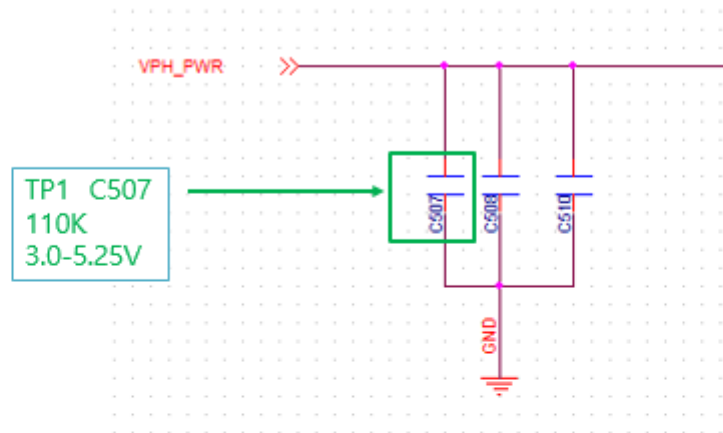 VPH_PWR
TP1 C507
110K
3.0-5.25V
C507
C508
C510
GND